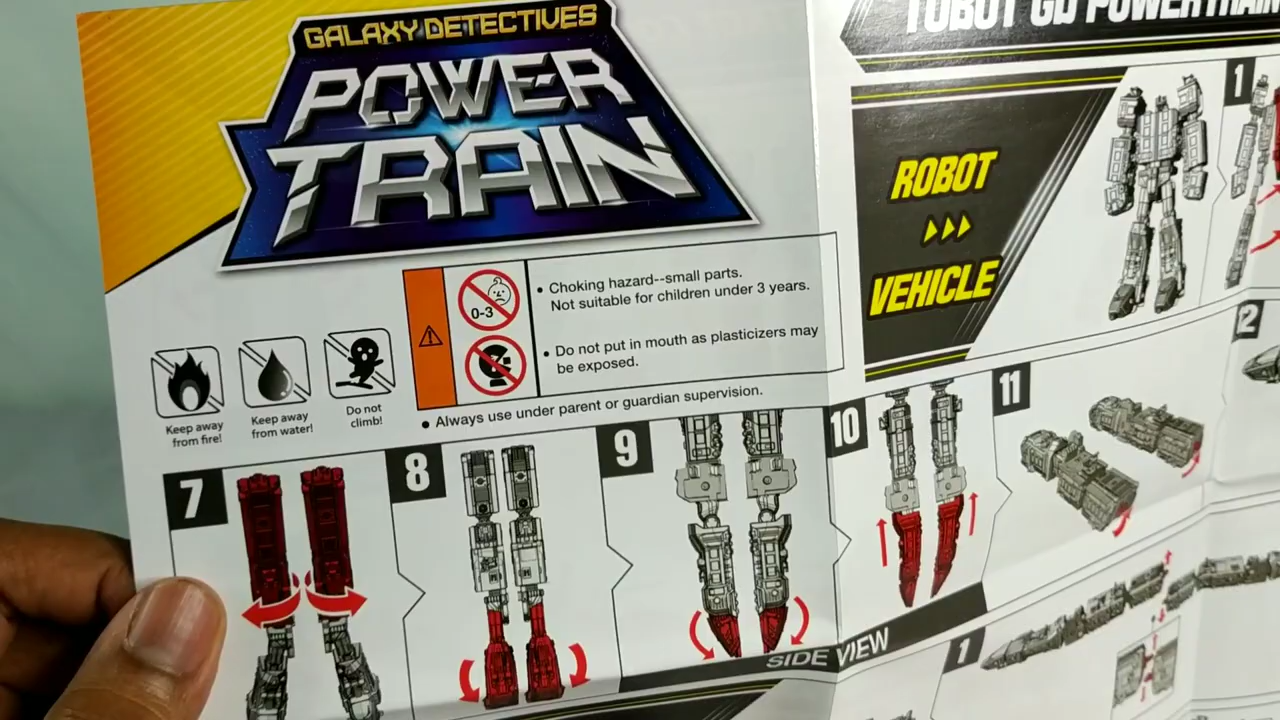 GALAXY DETECTIVES
POWER
TRAIN
0-3
• Choking hazard--small parts.
Not suitable for children under 3 years.
• Do not put in mouth as plasticizers may
be exposed.
Keep away
from fire!
Keep away
from water!
Do not
climb!
• Always use under parent or guardian supervision.
7
8
9
10
11
SIDE VIEW
1
TOBOT GD POWERTRAIN
ROBOT
VEHICLE
1
2